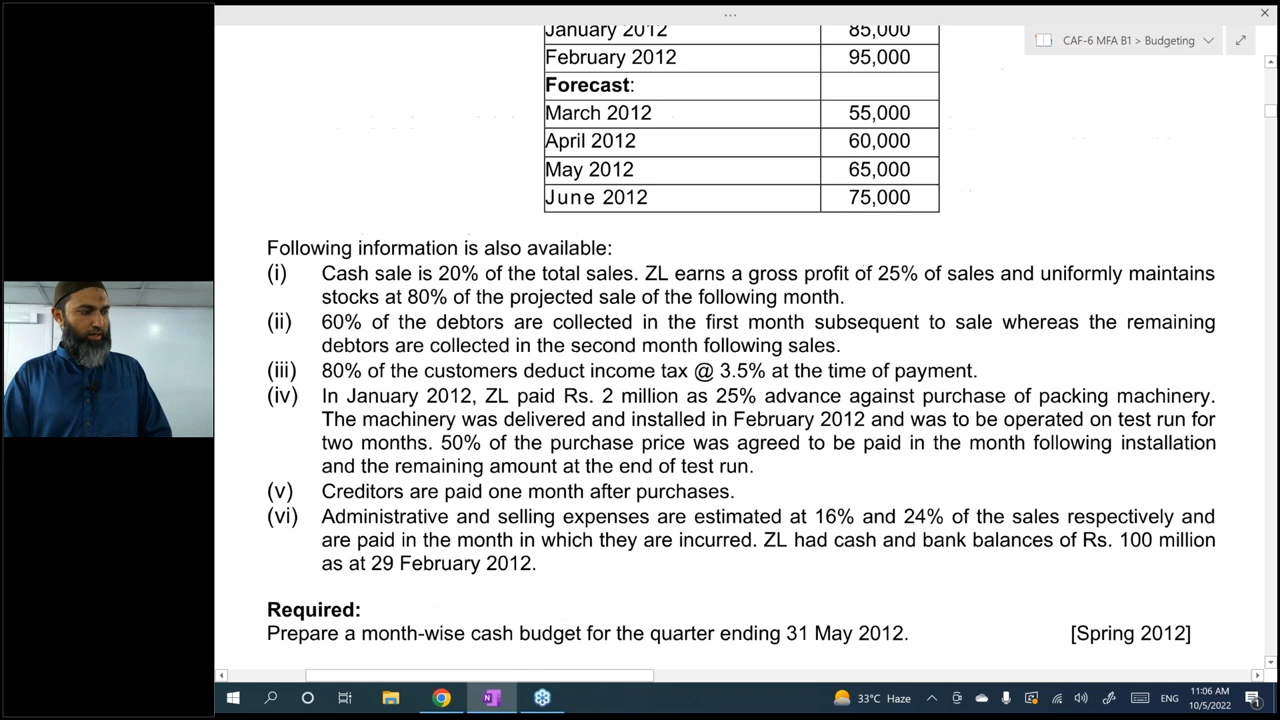 January 2012 85,000
CAF-6 MFA B1 > Budgeting
February 2012 95,000
Forecast:
March 2012 55,000
April 2012 60,000
May 2012 65,000
June 2012 75,000
Following information is also available:
(i) Cash sale is 20% of the total sales. ZL earns a gross profit of 25% of sales and uniformly maintains
stocks at 80% of the projected sale of the following month.
(ii) 60% of the debtors are collected in the first month subsequent to sale whereas the remaining
debtors are collected in the second month following sales.
(iii) 80% of the customers deduct income tax @ 3.5% at the time of payment.
(iv) In January 2012, ZL paid Rs. 2 million as 25% advance against purchase of packing machinery.
The machinery was delivered and installed in February 2012 and was to be operated on test run for
two months. 50% of the purchase price was agreed to be paid in the month following installation
and the remaining amount at the end of test run.
(v) Creditors are paid one month after purchases.
(vi) Administrative and selling expenses are estimated at 16% and 24% of the sales respectively and
are paid in the month in which they are incurred. ZL had cash and bank balances of Rs. 100 million
as at 29 February 2012.
Required:
Prepare a month-wise cash budget for the quarter ending 31 May 2012. [Spring 2012]
33°C Haze
ENG
11:06 AM
10/5/2022
1